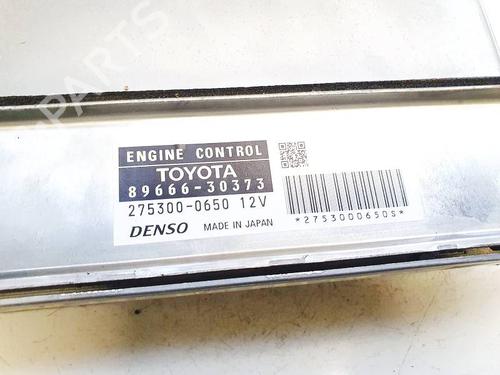 ENGINE CONTROL
TOYOTA
89666-30373
275300-0650 12V
DENSO MADE IN JAPAN
*2753000650S*
PARTS